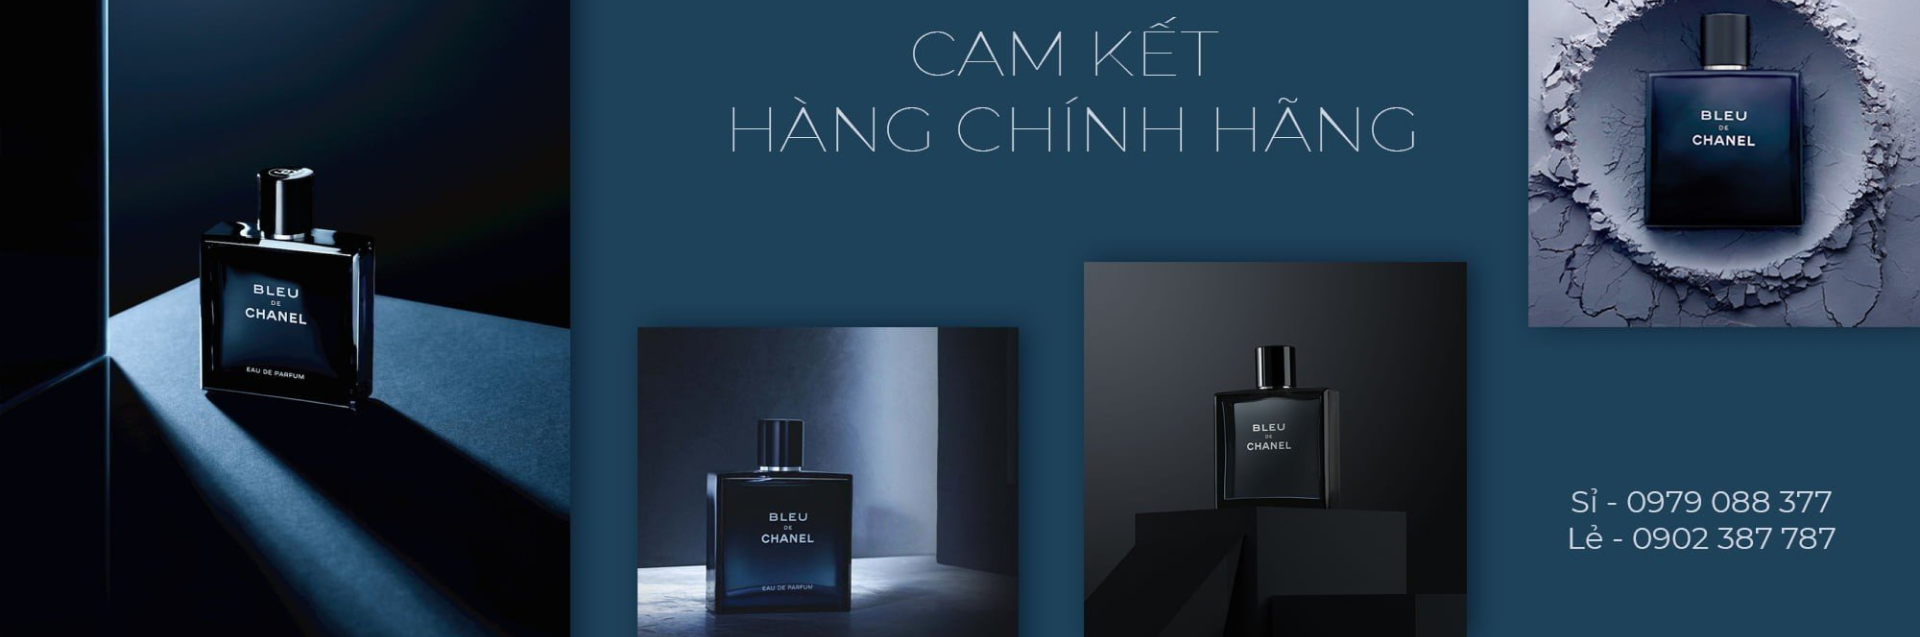 CAM KẾT
HÀNG CHÍNH HÃNG
BLEU
DE
CHANEL
EAU DE PARFUM
BLEU
DE
CHANEL
EAU DE PARFUM
BLEU
DE
CHANEL
BLEU
DE
CHANEL
Sỉ - 0979 088 377
Lẻ - 0902 387 787